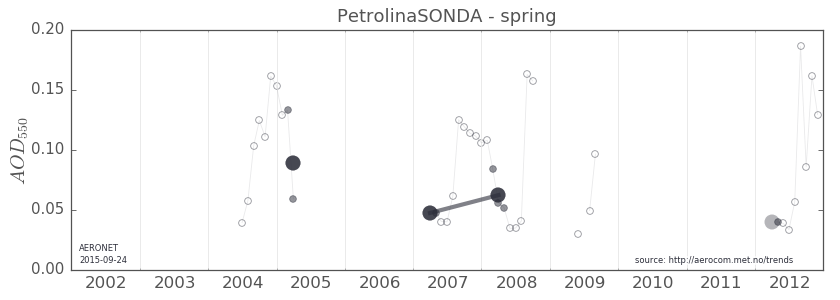 PetrolinaSONDA - spring
0.20
0.15
0.10
0.05
0.00
AOD550
AERONET
2015-09-24
source: http://aerocom.met.no/trends
2002 2003 2004 2005 2006 2007 2008 2009 2010 2011 2012